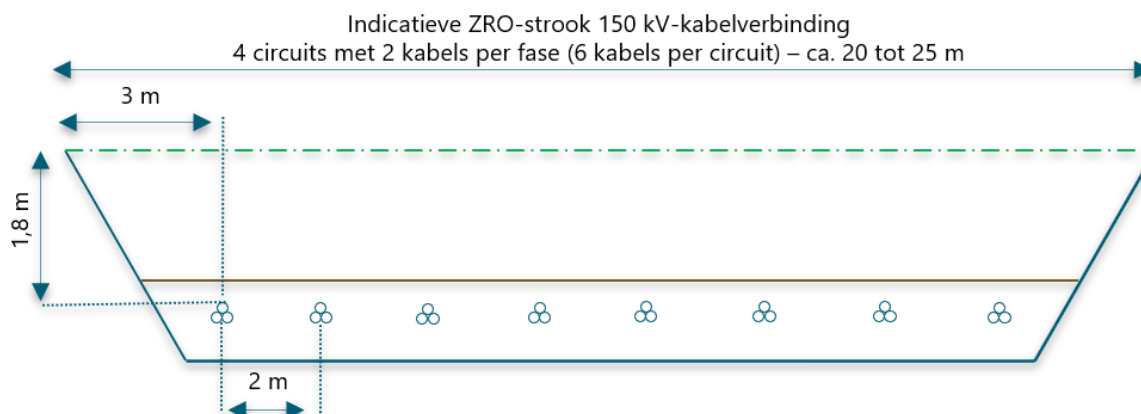 Indicatieve ZRO-strook 150 kV-kabelverbinding
4 circuits met 2 kabels per fase (6 kabels per circuit) – ca. 20 tot 25 m
3 m
1,8 m
2 m